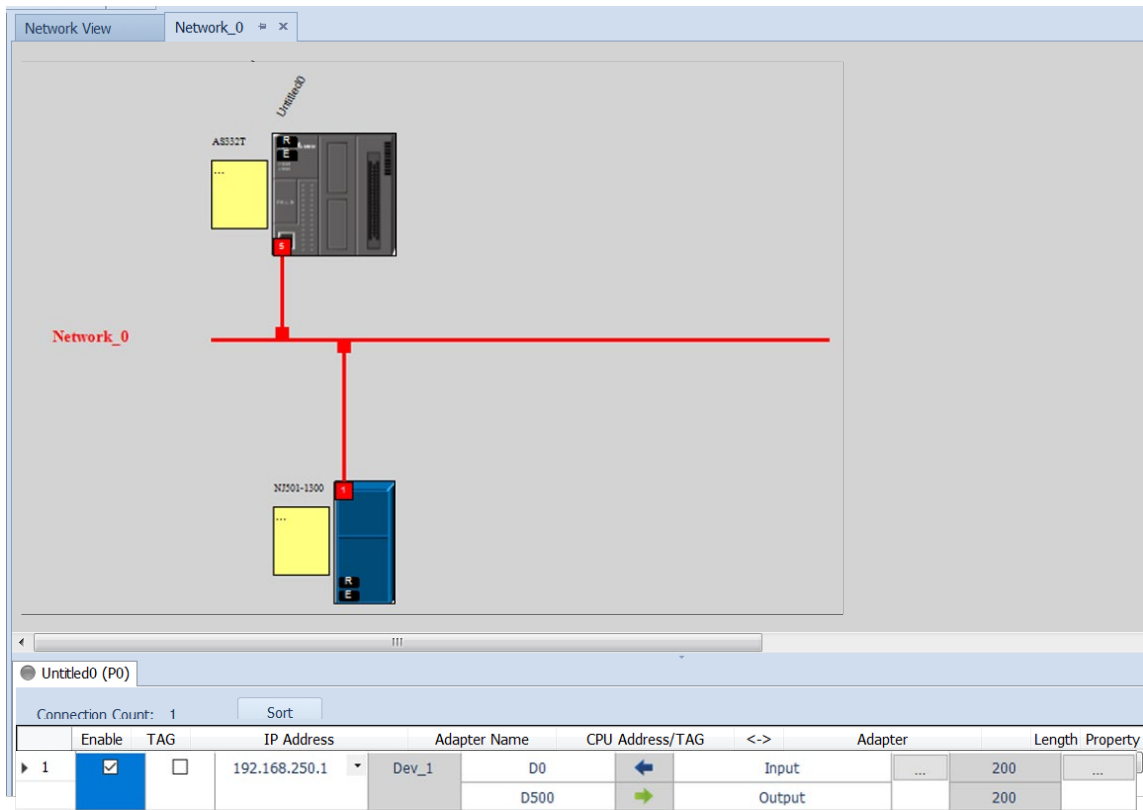 Network View
Network_0
Untitled0
AS332T
R
E
...
5
Network_0
NJ501-1300
1
...
R
E
Untitled0 (P0)
Connection Count: 1 Sort
Enable TAG IP Address Adapter Name CPU Address/TAG <-> Adapter Length Property
1 192.168.250.1 Dev_1 D0 Input ... 200 ...
D500 Output 200